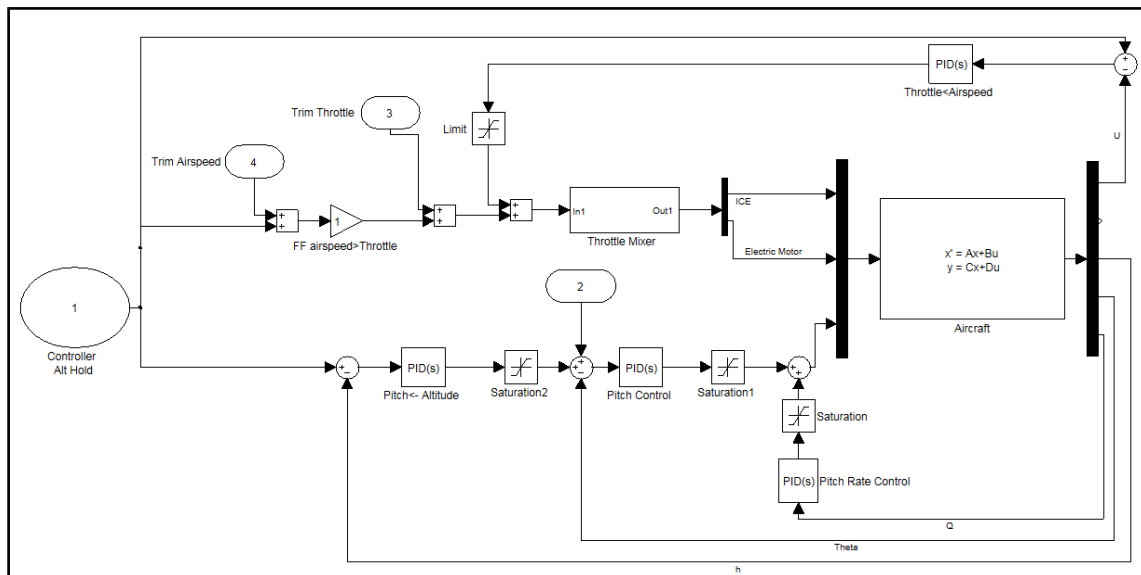 PID(s)
Throttle<Airspeed
+
−
Trim Throttle
3
Limit
U
Trim Airspeed
4
+
+
1
FF airspeed>Throttle
+
+
+
+
In1
Out1
Throttle Mixer
ICE
Electric Motor
x' = Ax+Bu
y = Cx+Du
Aircraft
1
Controller
Alt Hold
2
+
−
PID(s)
Pitch<- Altitude
Saturation2
+
+
−
PID(s)
Pitch Control
Saturation1
+
+
Saturation
PID(s)
Pitch Rate Control
Q
Theta
h